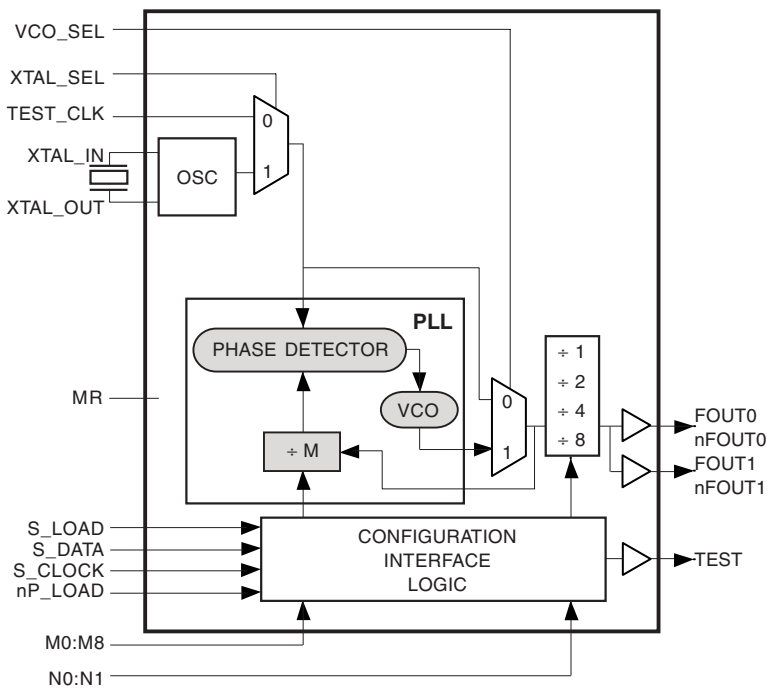 VCO_SEL
XTAL_SEL
TEST_CLK
0
XTAL_IN
OSC
1
XTAL_OUT
PLL
PHASE DETECTOR
÷ 1
÷ 2
÷ 4
÷ 8
MR
VCO
0
1
÷ M
FOUT0
nFOUT0
FOUT1
nFOUT1
S_LOAD
S_DATA
S_CLOCK
nP_LOAD
CONFIGURATION
INTERFACE
LOGIC
TEST
M0:M8
N0:N1